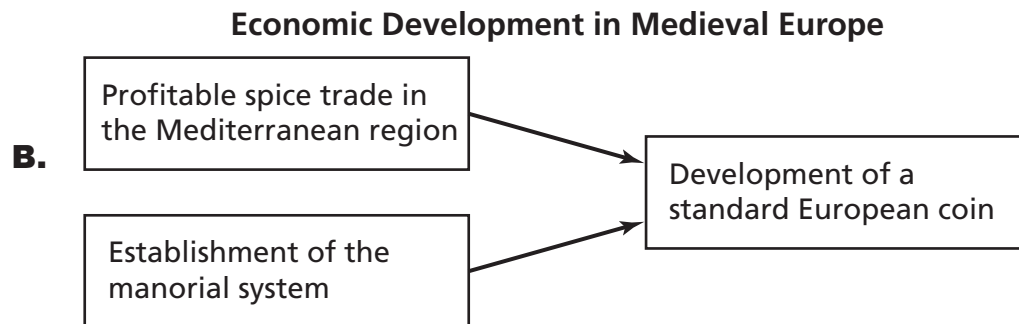 Economic Development in Medieval Europe
B.
Profitable spice trade in
the Mediterranean region
Establishment of the
manorial system
Development of a
standard European coin